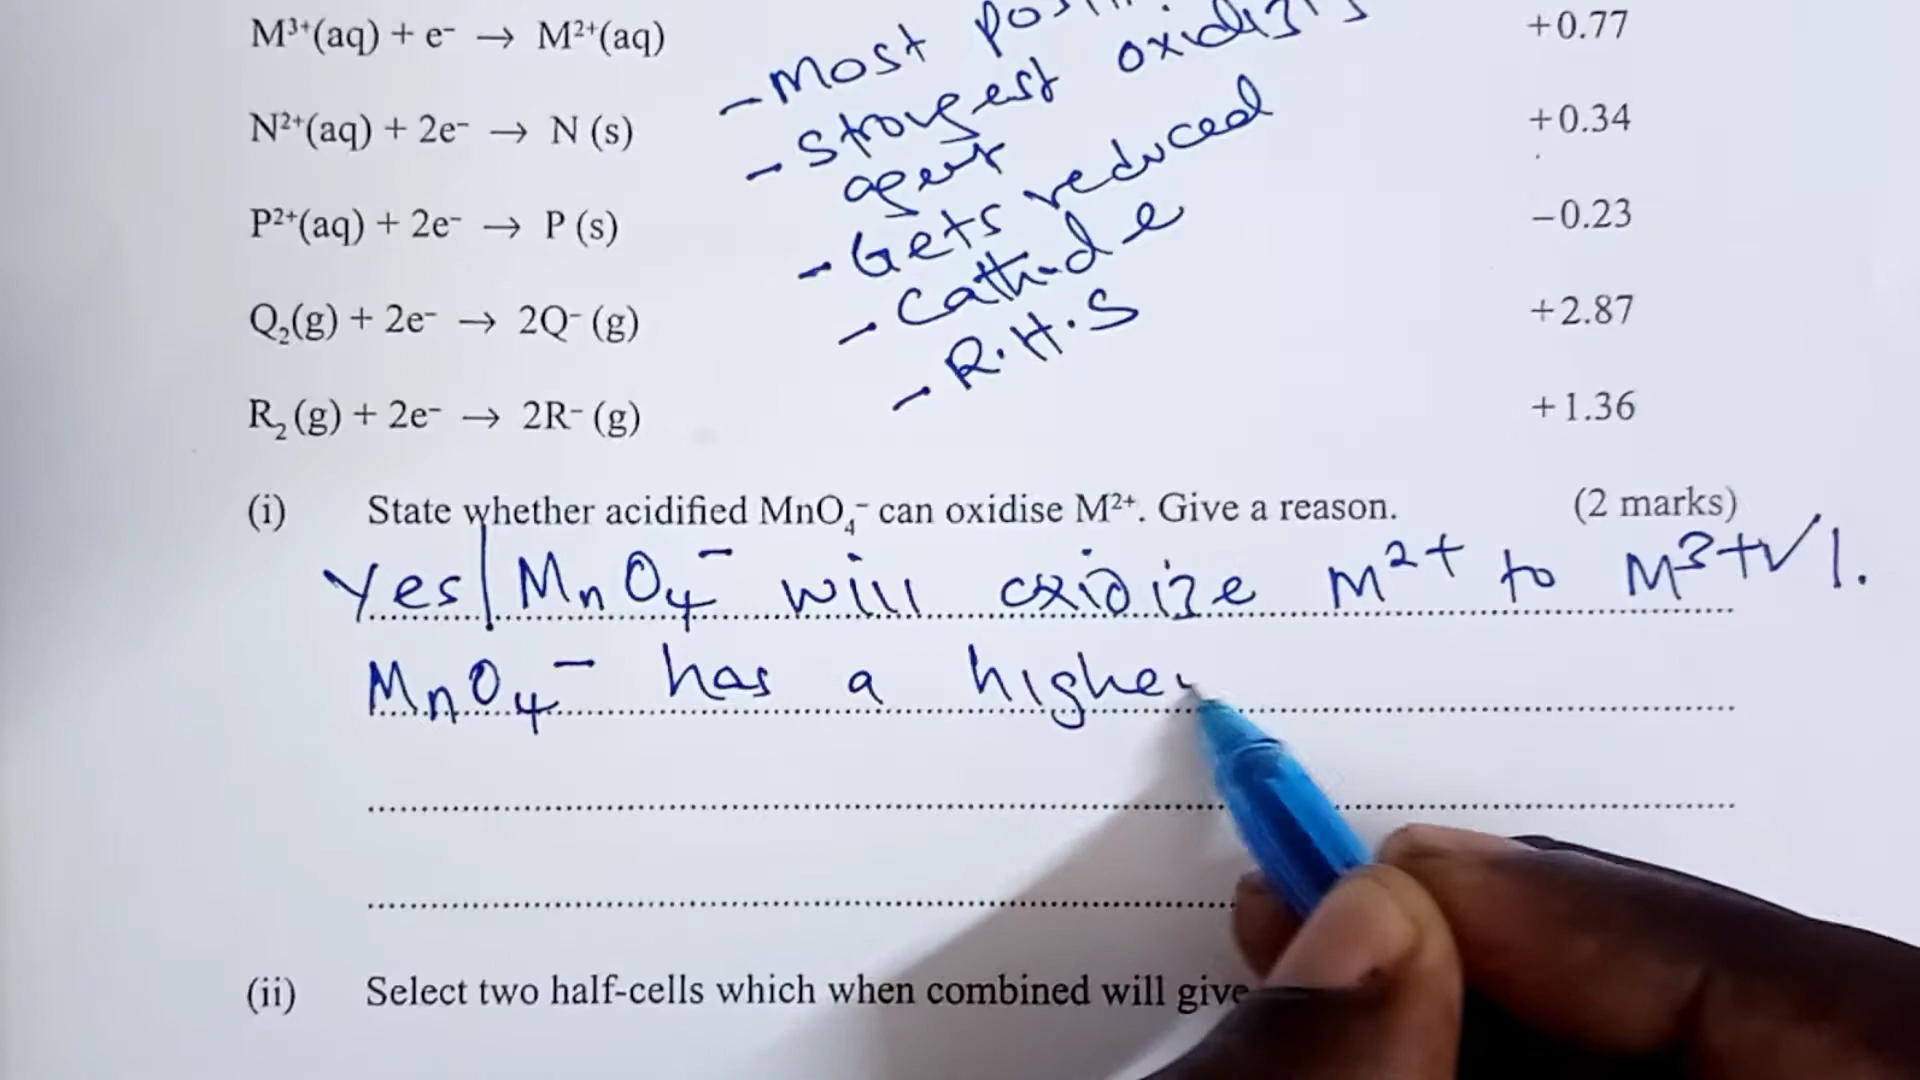 M³⁺(aq) + e⁻ → M²⁺(aq) +0.77
- Most
N²⁺(aq) + 2e⁻ → N (s) +0.34
- Strongest
agent
P²⁺(aq) + 2e⁻ → P (s) −0.23
- Gets reduced
- Cathode
Q₂(g) + 2e⁻ → 2Q⁻ (g) +2.87
- R.H.S
R₂ (g) + 2e⁻ → 2R⁻ (g) +1.36
(i) State whether acidified MnO₄⁻ can oxidise M²⁺. Give a reason. (2 marks)
Yes| MnO₄⁻ will oxidize M²⁺ to M³⁺ ✓1.
MnO₄⁻ has a higher
(ii) Select two half-cells which when combined will give